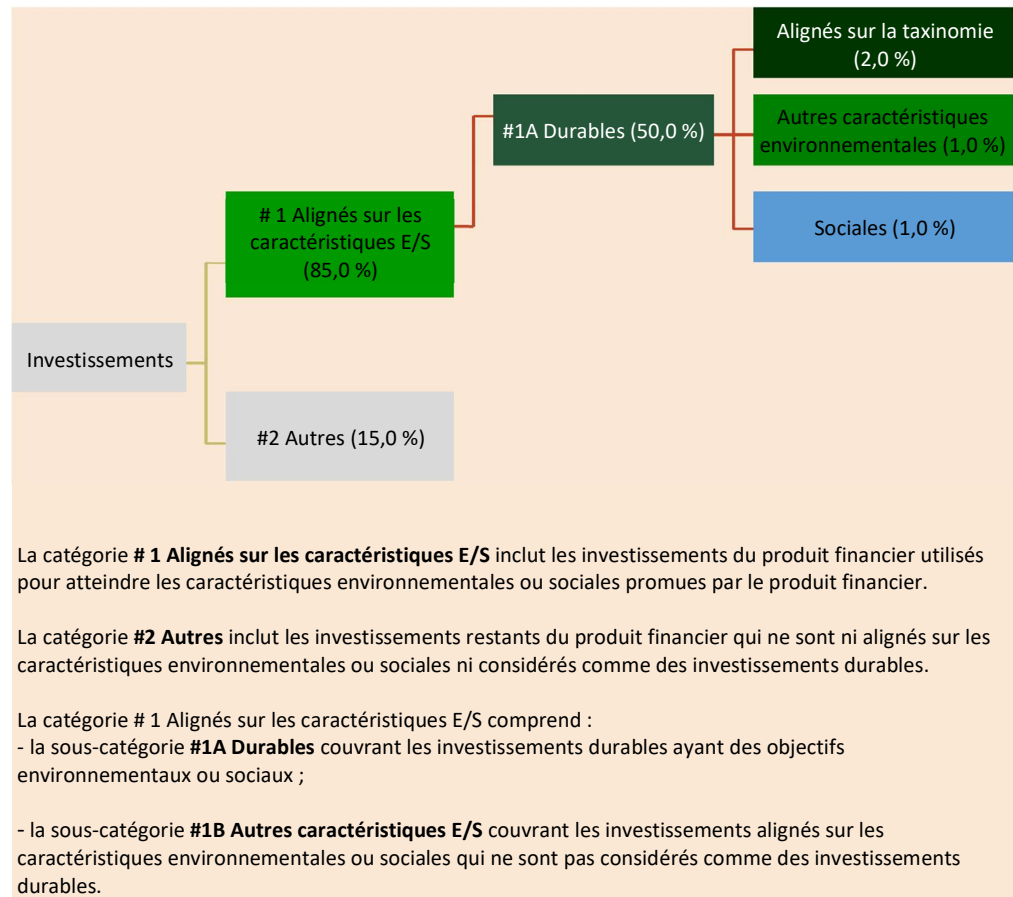 Alignés sur la taxinomie
(2,0 %)
#1A Durables (50,0 %)
Autres caractéristiques
environnementales (1,0 %)
# 1 Alignés sur les
caractéristiques E/S
(85,0 %)
Sociales (1,0 %)
Investissements
#2 Autres (15,0 %)
La catégorie # 1 Alignés sur les caractéristiques E/S inclut les investissements du produit financier utilisés
pour atteindre les caractéristiques environnementales ou sociales promues par le produit financier.
La catégorie #2 Autres inclut les investissements restants du produit financier qui ne sont ni alignés sur les
caractéristiques environnementales ou sociales ni considérés comme des investissements durables.
La catégorie # 1 Alignés sur les caractéristiques E/S comprend :
- la sous-catégorie #1A Durables couvrant les investissements durables ayant des objectifs
environnementaux ou sociaux ;
- la sous-catégorie #1B Autres caractéristiques E/S couvrant les investissements alignés sur les
caractéristiques environnementales ou sociales qui ne sont pas considérés comme des investissements
durables.